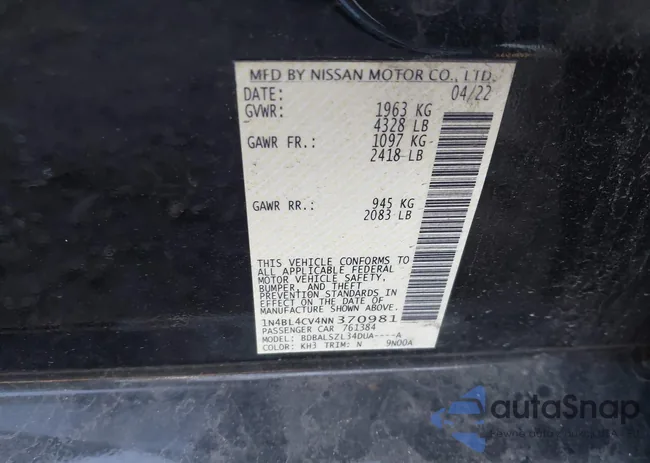 MFD BY NISSAN MOTOR CO., LTD.
DATE: 04/22
GVWR: 1963 KG
4328 LB
GAWR FR.: 1097 KG
2418 LB
GAWR RR.: 945 KG
2083 LB
THIS VEHICLE CONFORMS TO
ALL APPLICABLE FEDERAL
MOTOR VEHICLE SAFETY,
BUMPER, AND THEFT
PREVENTION STANDARDS IN
EFFECT ON THE DATE OF
MANUFACTURE SHOWN ABOVE.
1N4BL4CV4NN370981
PASSENGER CAR 761384
MODEL: BDBALSZL34DUA----A
COLOR: KH3 TRIM: N 9N00A
autaSnap